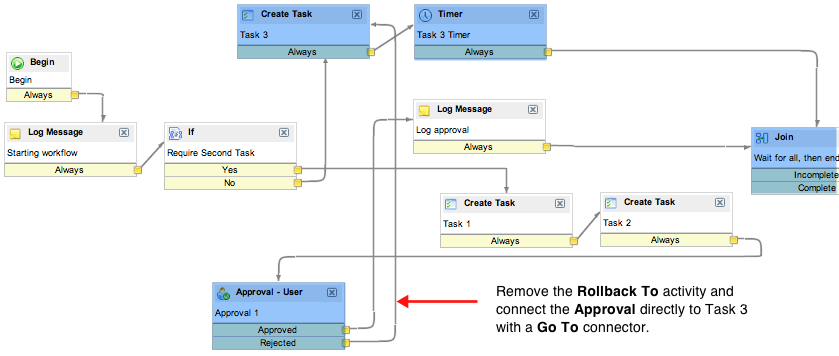 Create Task
Task 3
Always
Timer
Task 3 Timer
Always
Begin
Begin
Always
Log Message
Starting workflow
Always
If
Require Second Task
Yes
No
Log Message
Log approval
Always
Join
Wait for all, then end
Incomplete
Complete
Create Task
Task 1
Always
Create Task
Task 2
Always
Approval - User
Approval 1
Approved
Rejected
Remove the Rollback To activity and
connect the Approval directly to Task 3
with a Go To connector.